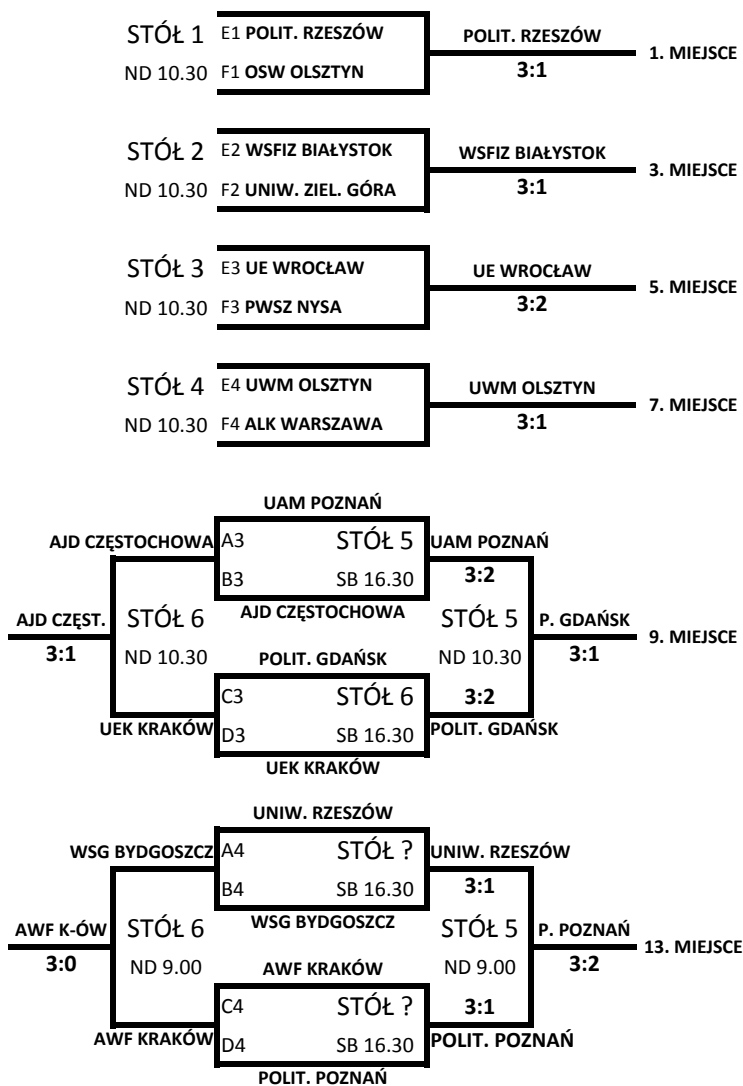 STÓŁ 1 E1 POLIT. RZESZÓW POLIT. RZESZÓW 1. MIEJSCE
ND 10.30 F1 OSW OLSZTYN 3:1
STÓŁ 2 E2 WSFIZ BIAŁYSTOK WSFIZ BIAŁYSTOK 3. MIEJSCE
ND 10.30 F2 UNIW. ZIEL. GÓRA 3:1
STÓŁ 3 E3 UE WROCŁAW UE WROCŁAW 5. MIEJSCE
ND 10.30 F3 PWSZ NYSA 3:2
STÓŁ 4 E4 UWM OLSZTYN UWM OLSZTYN 7. MIEJSCE
ND 10.30 F4 ALK WARSZAWA 3:1
UAM POZNAŃ
AJD CZĘSTOCHOWA A3 STÓŁ 5 UAM POZNAŃ
B3 SB 16.30 3:2
AJD CZĘST. STÓŁ 6 AJD CZĘSTOCHOWA STÓŁ 5 P. GDAŃSK 9. MIEJSCE
3:1 ND 10.30 POLIT. GDAŃSK ND 10.30 3:1
C3 STÓŁ 6 3:2
UEK KRAKÓW D3 SB 16.30 POLIT. GDAŃSK
UEK KRAKÓW
UNIW. RZESZÓW
WSG BYDGOSZCZ A4 STÓŁ ? UNIW. RZESZÓW
B4 SB 16.30 3:1
AWF K-ÓW STÓŁ 6 WSG BYDGOSZCZ STÓŁ 5 P. POZNAŃ 13. MIEJSCE
3:0 ND 9.00 AWF KRAKÓW ND 9.00 3:2
C4 STÓŁ ? 3:1
AWF KRAKÓW D4 SB 16.30 POLIT. POZNAŃ
POLIT. POZNAŃ